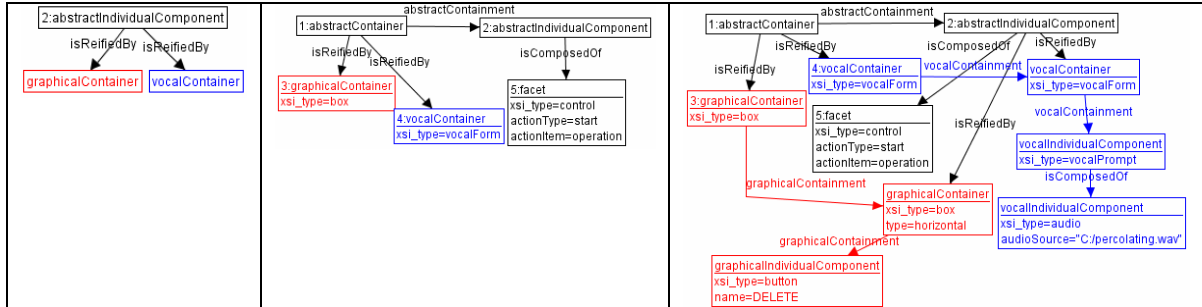 2:abstractIndividualComponent
isReifiedBy
isReifiedBy
graphicalContainer
vocalContainer
abstractContainment
1:abstractContainer
2:abstractIndividualComponent
isReifiedBy
isReifiedBy
isComposedOf
3:graphicalContainer
xsi_type=box
4:vocalContainer
xsi_type=vocalForm
5:facet
xsi_type=control
actionType=start
actionItem=operation
abstractContainment
1:abstractContainer
2:abstractIndividualComponent
isReifiedBy
isReifiedBy
isComposedOf
isReifiedBy
4:vocalContainer
xsi_type=vocalForm
vocalContainment
vocalContainer
xsi_type=vocalForm
3:graphicalContainer
xsi_type=box
5:facet
xsi_type=control
actionType=start
actionItem=operation
isReifiedBy
vocalContainment
vocalIndividualComponent
xsi_type=vocalPrompt
isComposedOf
graphicalContainment
graphicalContainer
xsi_type=box
type=horizontal
vocalIndividualComponent
xsi_type=audio
audioSource="C:/percolating.wav"
graphicalContainment
graphicalIndividualComponent
xsi_type=button
name=DELETE